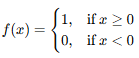 f(x) = {1, if x ≥ 0
0, if x < 0